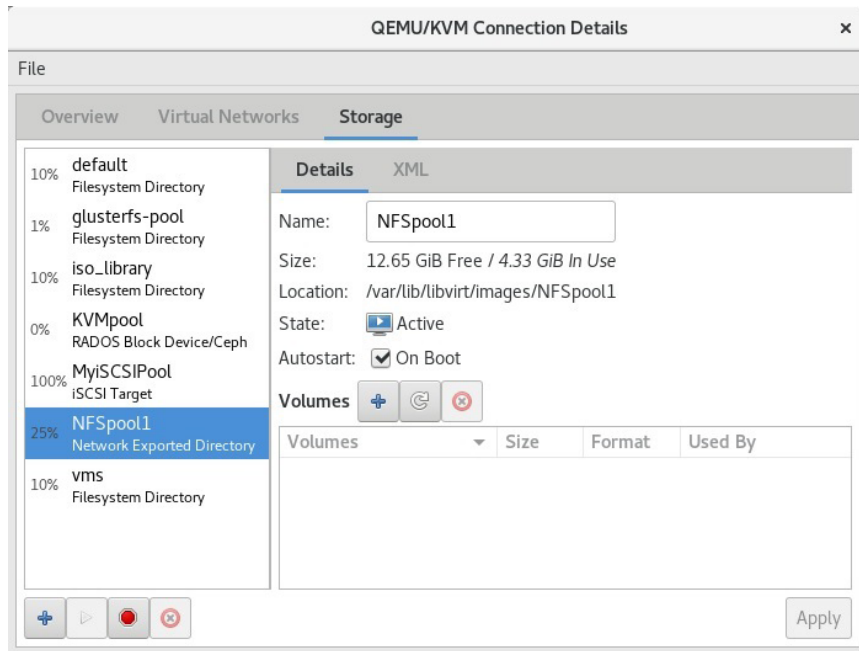 QEMU/KVM Connection Details
File
Overview Virtual Networks Storage
10% default
Filesystem Directory
1% glusterfs-pool
Filesystem Directory
10% iso_library
Filesystem Directory
0% KVMpool
RADOS Block Device/Ceph
100% MyiSCSIPool
iSCSI Target
25% NFSpool1
Network Exported Directory
10% vms
Filesystem Directory
Details XML
Name: NFSpool1
Size: 12.65 GiB Free / 4.33 GiB In Use
Location: /var/lib/libvirt/images/NFSpool1
State: Active
Autostart: On Boot
Volumes
Volumes Size Format Used By
Apply